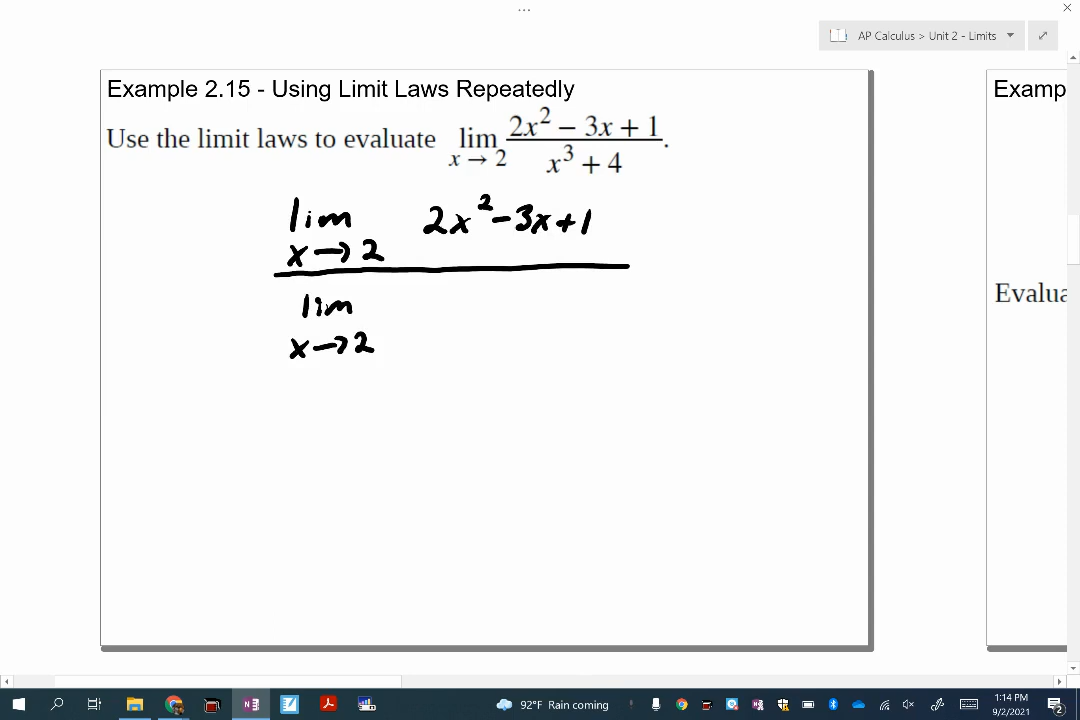 ...
AP Calculus > Unit 2 - Limits
Example 2.15 - Using Limit Laws Repeatedly
Use the limit laws to evaluate lim x → 2 (2x² − 3x + 1)/(x³ + 4).
lim x → 2 2x² - 3x + 1
lim x → 2
Examp
Evalua
92°F Rain coming
1:14 PM
9/2/2021
2